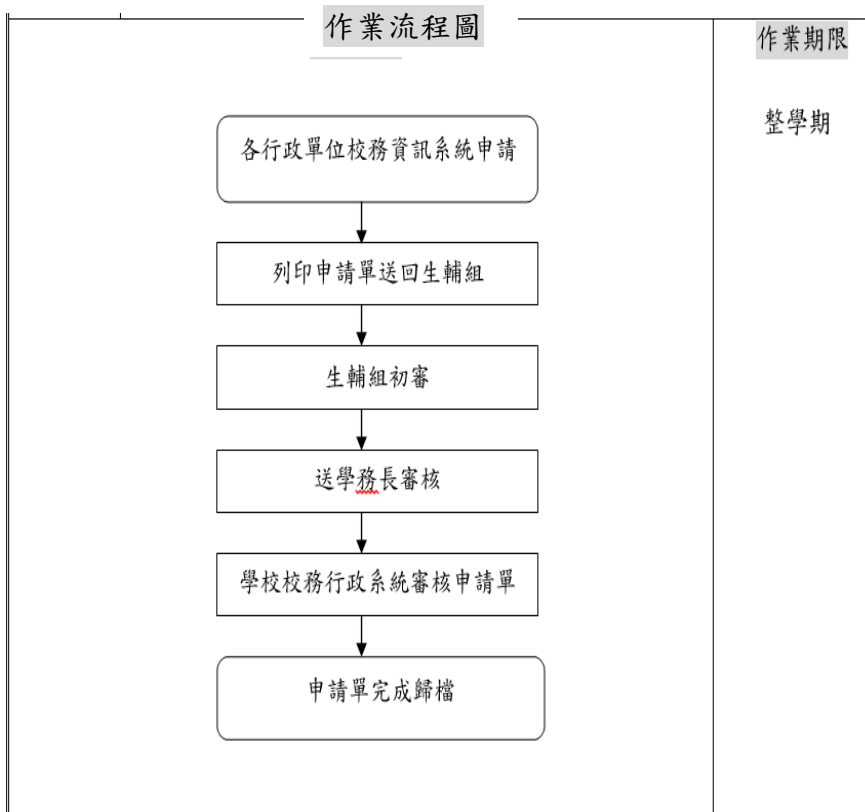 作業流程圖
作業期限
整學期
各行政單位校務資訊系統申請
列印申請單送回生輔組
生輔組初審
送學務長審核
學校校務行政系統審核申請單
申請單完成歸檔